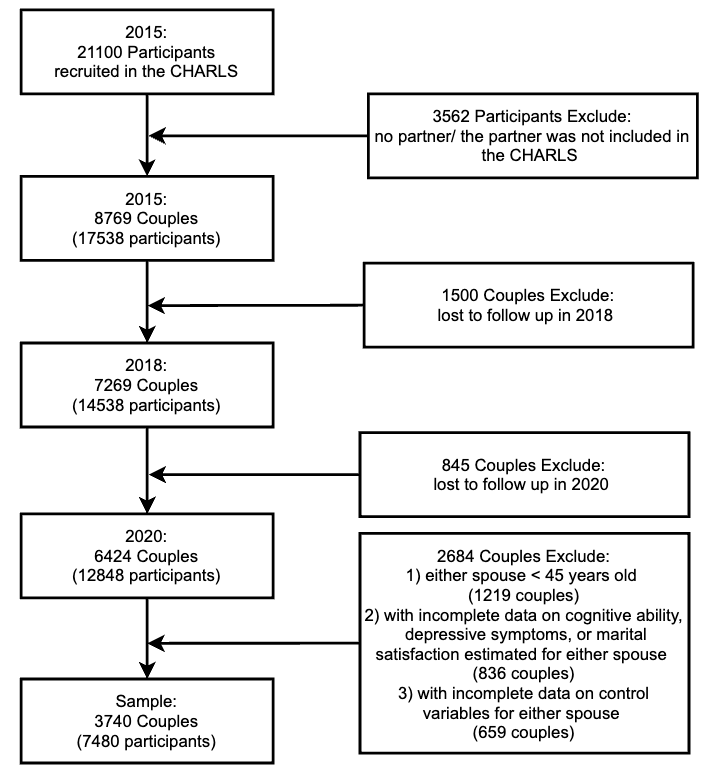 2015:
21100 Participants
recruited in the CHARLS
3562 Participants Exclude:
no partner/ the partner was not included in
the CHARLS
2015:
8769 Couples
(17538 participants)
1500 Couples Exclude:
lost to follow up in 2018
2018:
7269 Couples
(14538 participants)
845 Couples Exclude:
lost to follow up in 2020
2020:
6424 Couples
(12848 participants)
2684 Couples Exclude:
1) either spouse < 45 years old
(1219 couples)
2) with incomplete data on cognitive ability,
depressive symptoms, or marital
satisfaction estimated for either spouse
(836 couples)
3) with incomplete data on control
variables for either spouse
(659 couples)
Sample:
3740 Couples
(7480 participants)